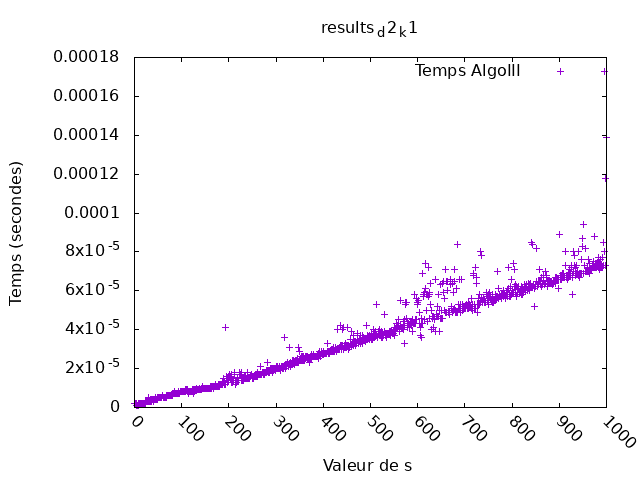 results_d2_k1
0.00018
Temps AlgoIII
0.00016
0.00014
0.00012
0.0001
8x10^-5
6x10^-5
4x10^-5
2x10^-5
0
Temps (secondes)
0 100 200 300 400 500 600 700 800 900 1000
Valeur de s